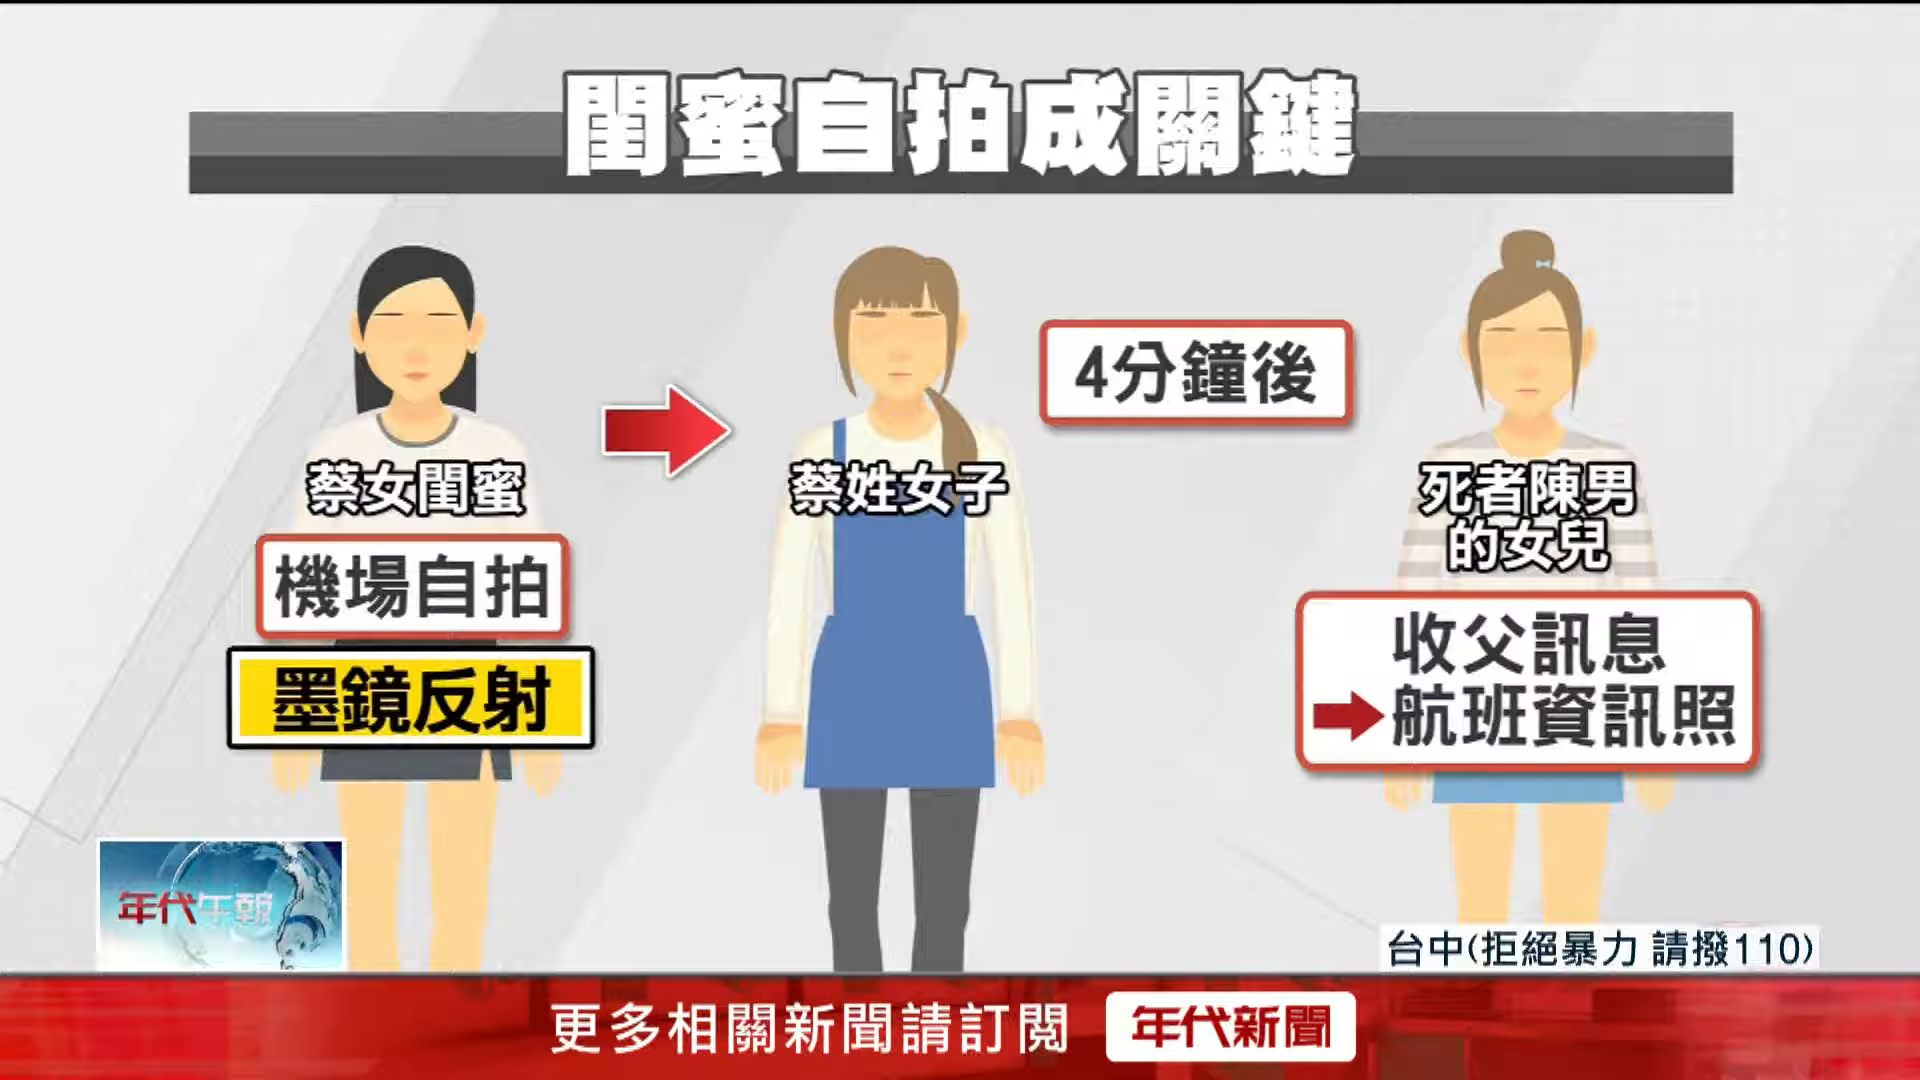 閨蜜自拍成關鍵
4分鐘後
蔡女閨蜜
蔡姓女子
死者陳男
的女兒
機場自拍
墨鏡反射
收父訊息
航班資訊照
年代午報
台中(拒絕暴力 請撥110)
更多相關新聞請訂閱
年代新聞